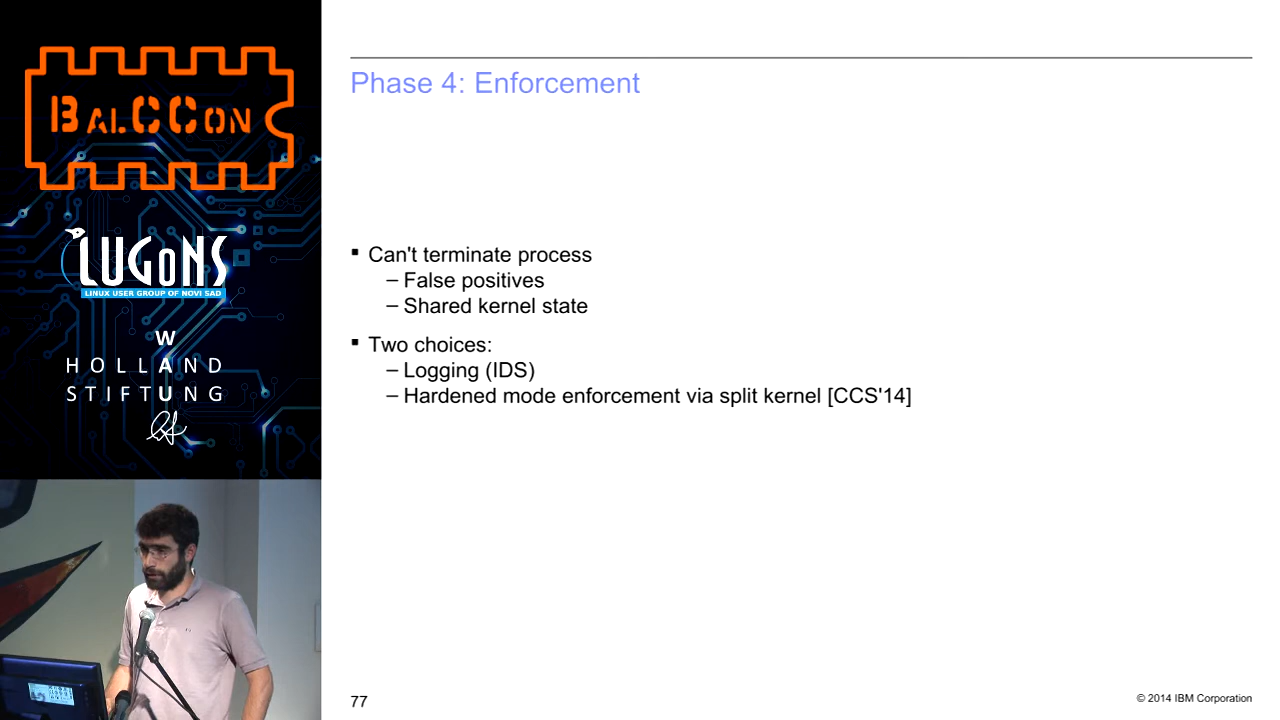 BALCCON
LUGONS
LINUX USER GROUP OF NOVI SAD
W
HOLLAND
STIFTUNG
Phase 4: Enforcement
▪ Can't terminate process
– False positives
– Shared kernel state
▪ Two choices:
– Logging (IDS)
– Hardened mode enforcement via split kernel [CCS'14]
77
© 2014 IBM Corporation